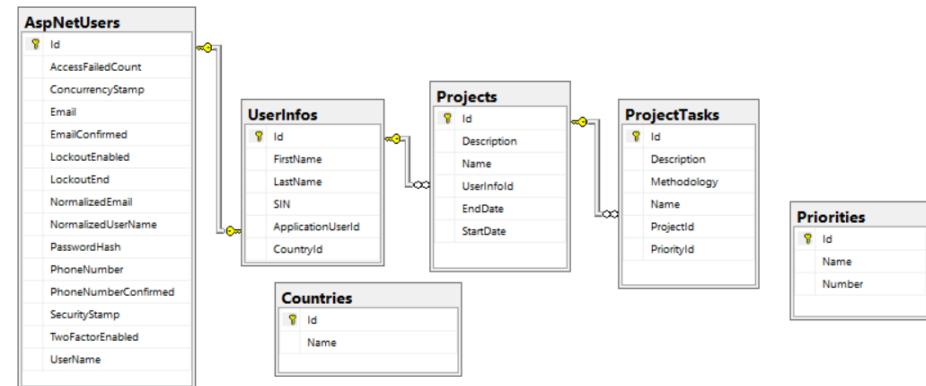 AspNetUsers
Id
AccessFailedCount
ConcurrencyStamp
Email
EmailConfirmed
LockoutEnabled
LockoutEnd
NormalizedEmail
NormalizedUserName
PasswordHash
PhoneNumber
PhoneNumberConfirmed
SecurityStamp
TwoFactorEnabled
UserName
UserInfos
Id
FirstName
LastName
SIN
ApplicationUserId
CountryId
Countries
Id
Name
Projects
Id
Description
Name
UserInfoId
EndDate
StartDate
ProjectTasks
Id
Description
Methodology
Name
ProjectId
PriorityId
Priorities
Id
Name
Number